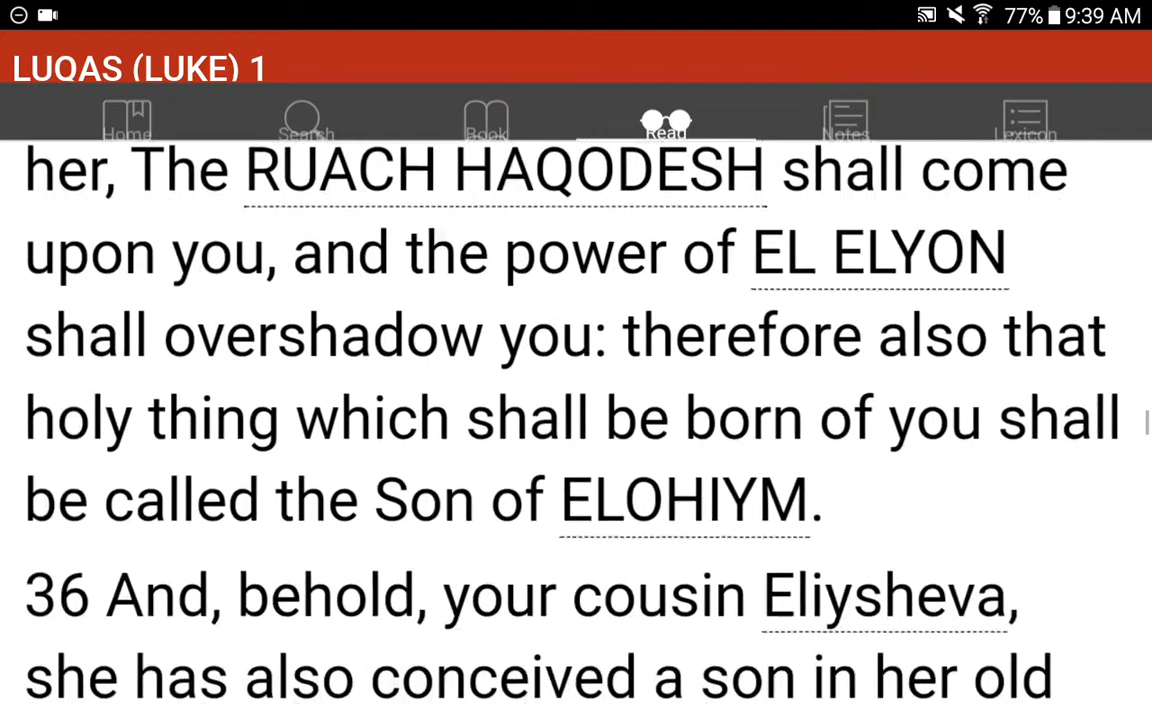 77% 9:39 AM
LUQAS (LUKE) 1
Home Search Book Read Notes Lexicon
her, The RUACH HAQODESH shall come
upon you, and the power of EL ELYON
shall overshadow you: therefore also that
holy thing which shall be born of you shall
be called the Son of ELOHIYM.
36 And, behold, your cousin Eliysheva,
she has also conceived a son in her old